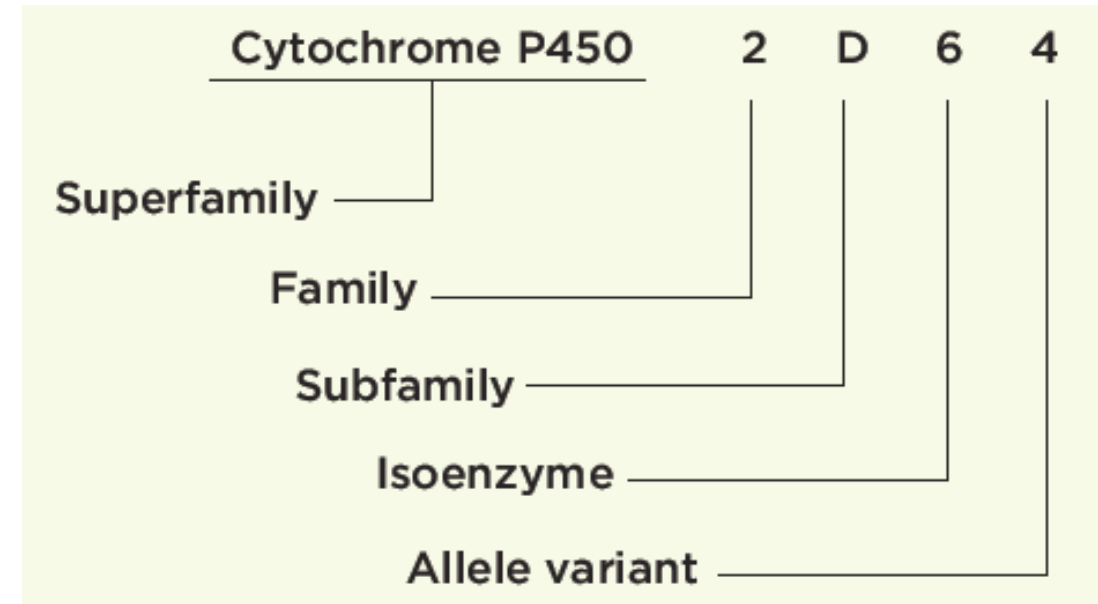 Cytochrome P450 2 D 6 4
Superfamily
Family
Subfamily
Isoenzyme
Allele variant